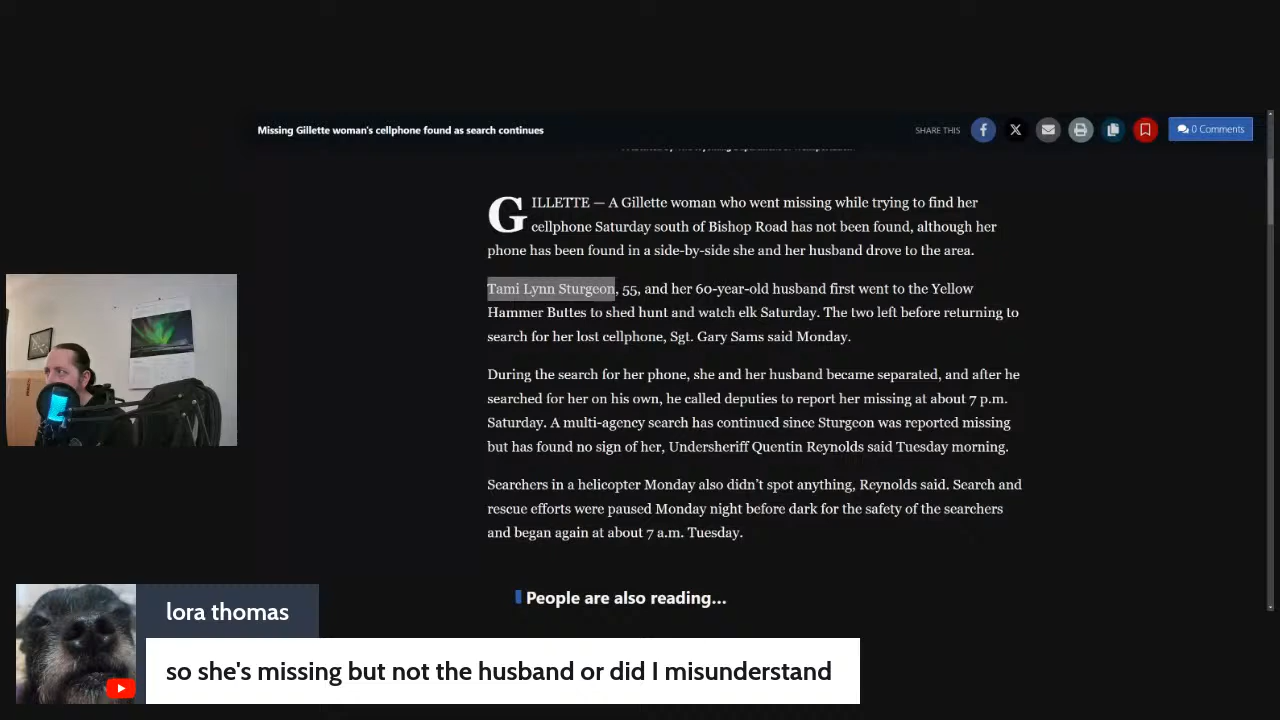 Missing Gillette woman's cellphone found as search continues
SHARE THIS
0 Comments
GILLETTE — A Gillette woman who went missing while trying to find her
cellphone Saturday south of Bishop Road has not been found, although her
phone has been found in a side-by-side she and her husband drove to the area.
Tami Lynn Sturgeon, 55, and her 60-year-old husband first went to the Yellow
Hammer Buttes to shed hunt and watch elk Saturday. The two left before returning to
search for her lost cellphone, Sgt. Gary Sams said Monday.
During the search for her phone, she and her husband became separated, and after he
searched for her on his own, he called deputies to report her missing at about 7 p.m.
Saturday. A multi-agency search has continued since Sturgeon was reported missing
but has found no sign of her, Undersheriff Quentin Reynolds said Tuesday morning.
Searchers in a helicopter Monday also didn't spot anything, Reynolds said. Search and
rescue efforts were paused Monday night before dark for the safety of the searchers
and began again at about 7 a.m. Tuesday.
People are also reading...
lora thomas
so she's missing but not the husband or did I misunderstand